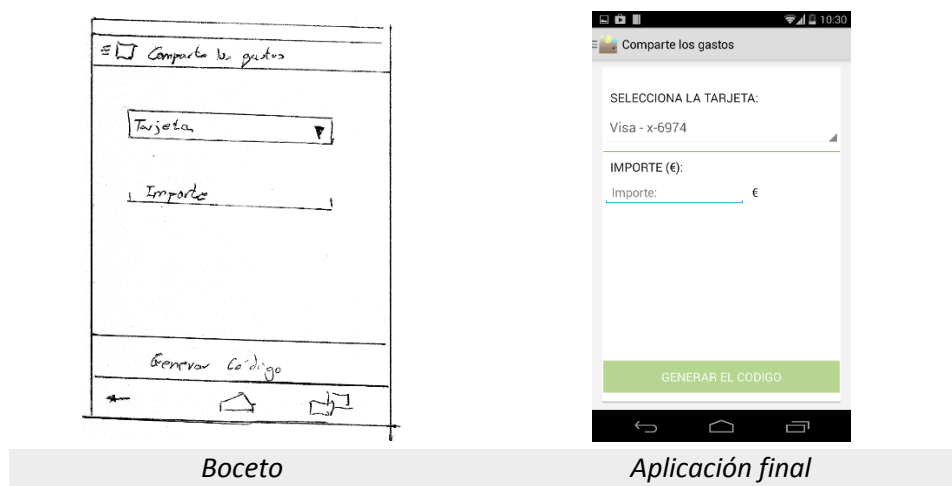 Comparte los gastos
Tarjeta
Importe
Generar Código
10:30
Comparte los gastos
SELECCIONA LA TARJETA:
Visa - x-6974
IMPORTE (€):
Importe:
€
GENERAR EL CODIGO
Boceto
Aplicación final